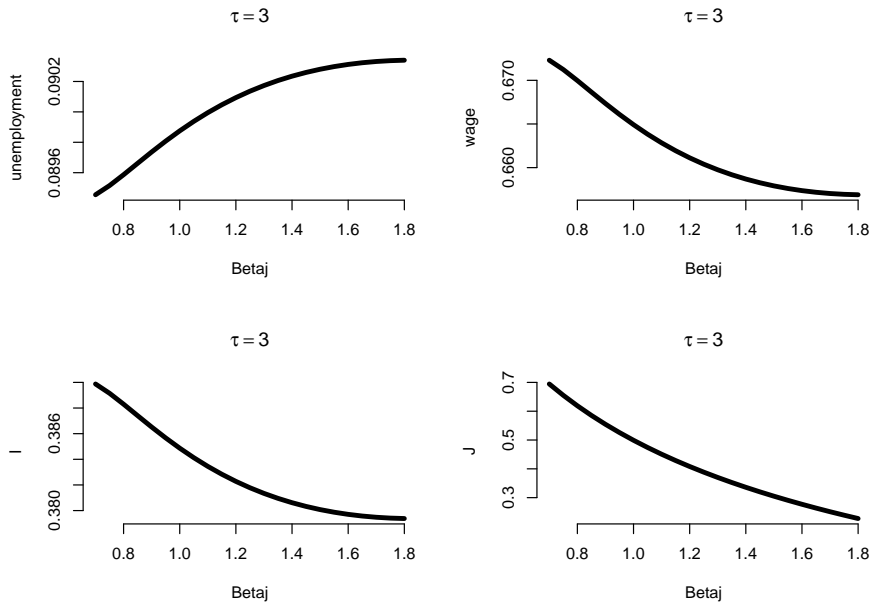 τ = 3
unemployment
0.0896
0.0902
0.8 1.0 1.2 1.4 1.6 1.8
Betaj
τ = 3
wage
0.660
0.670
0.8 1.0 1.2 1.4 1.6 1.8
Betaj
τ = 3
I
0.380
0.386
0.8 1.0 1.2 1.4 1.6 1.8
Betaj
τ = 3
J
0.3
0.5
0.7
0.8 1.0 1.2 1.4 1.6 1.8
Betaj